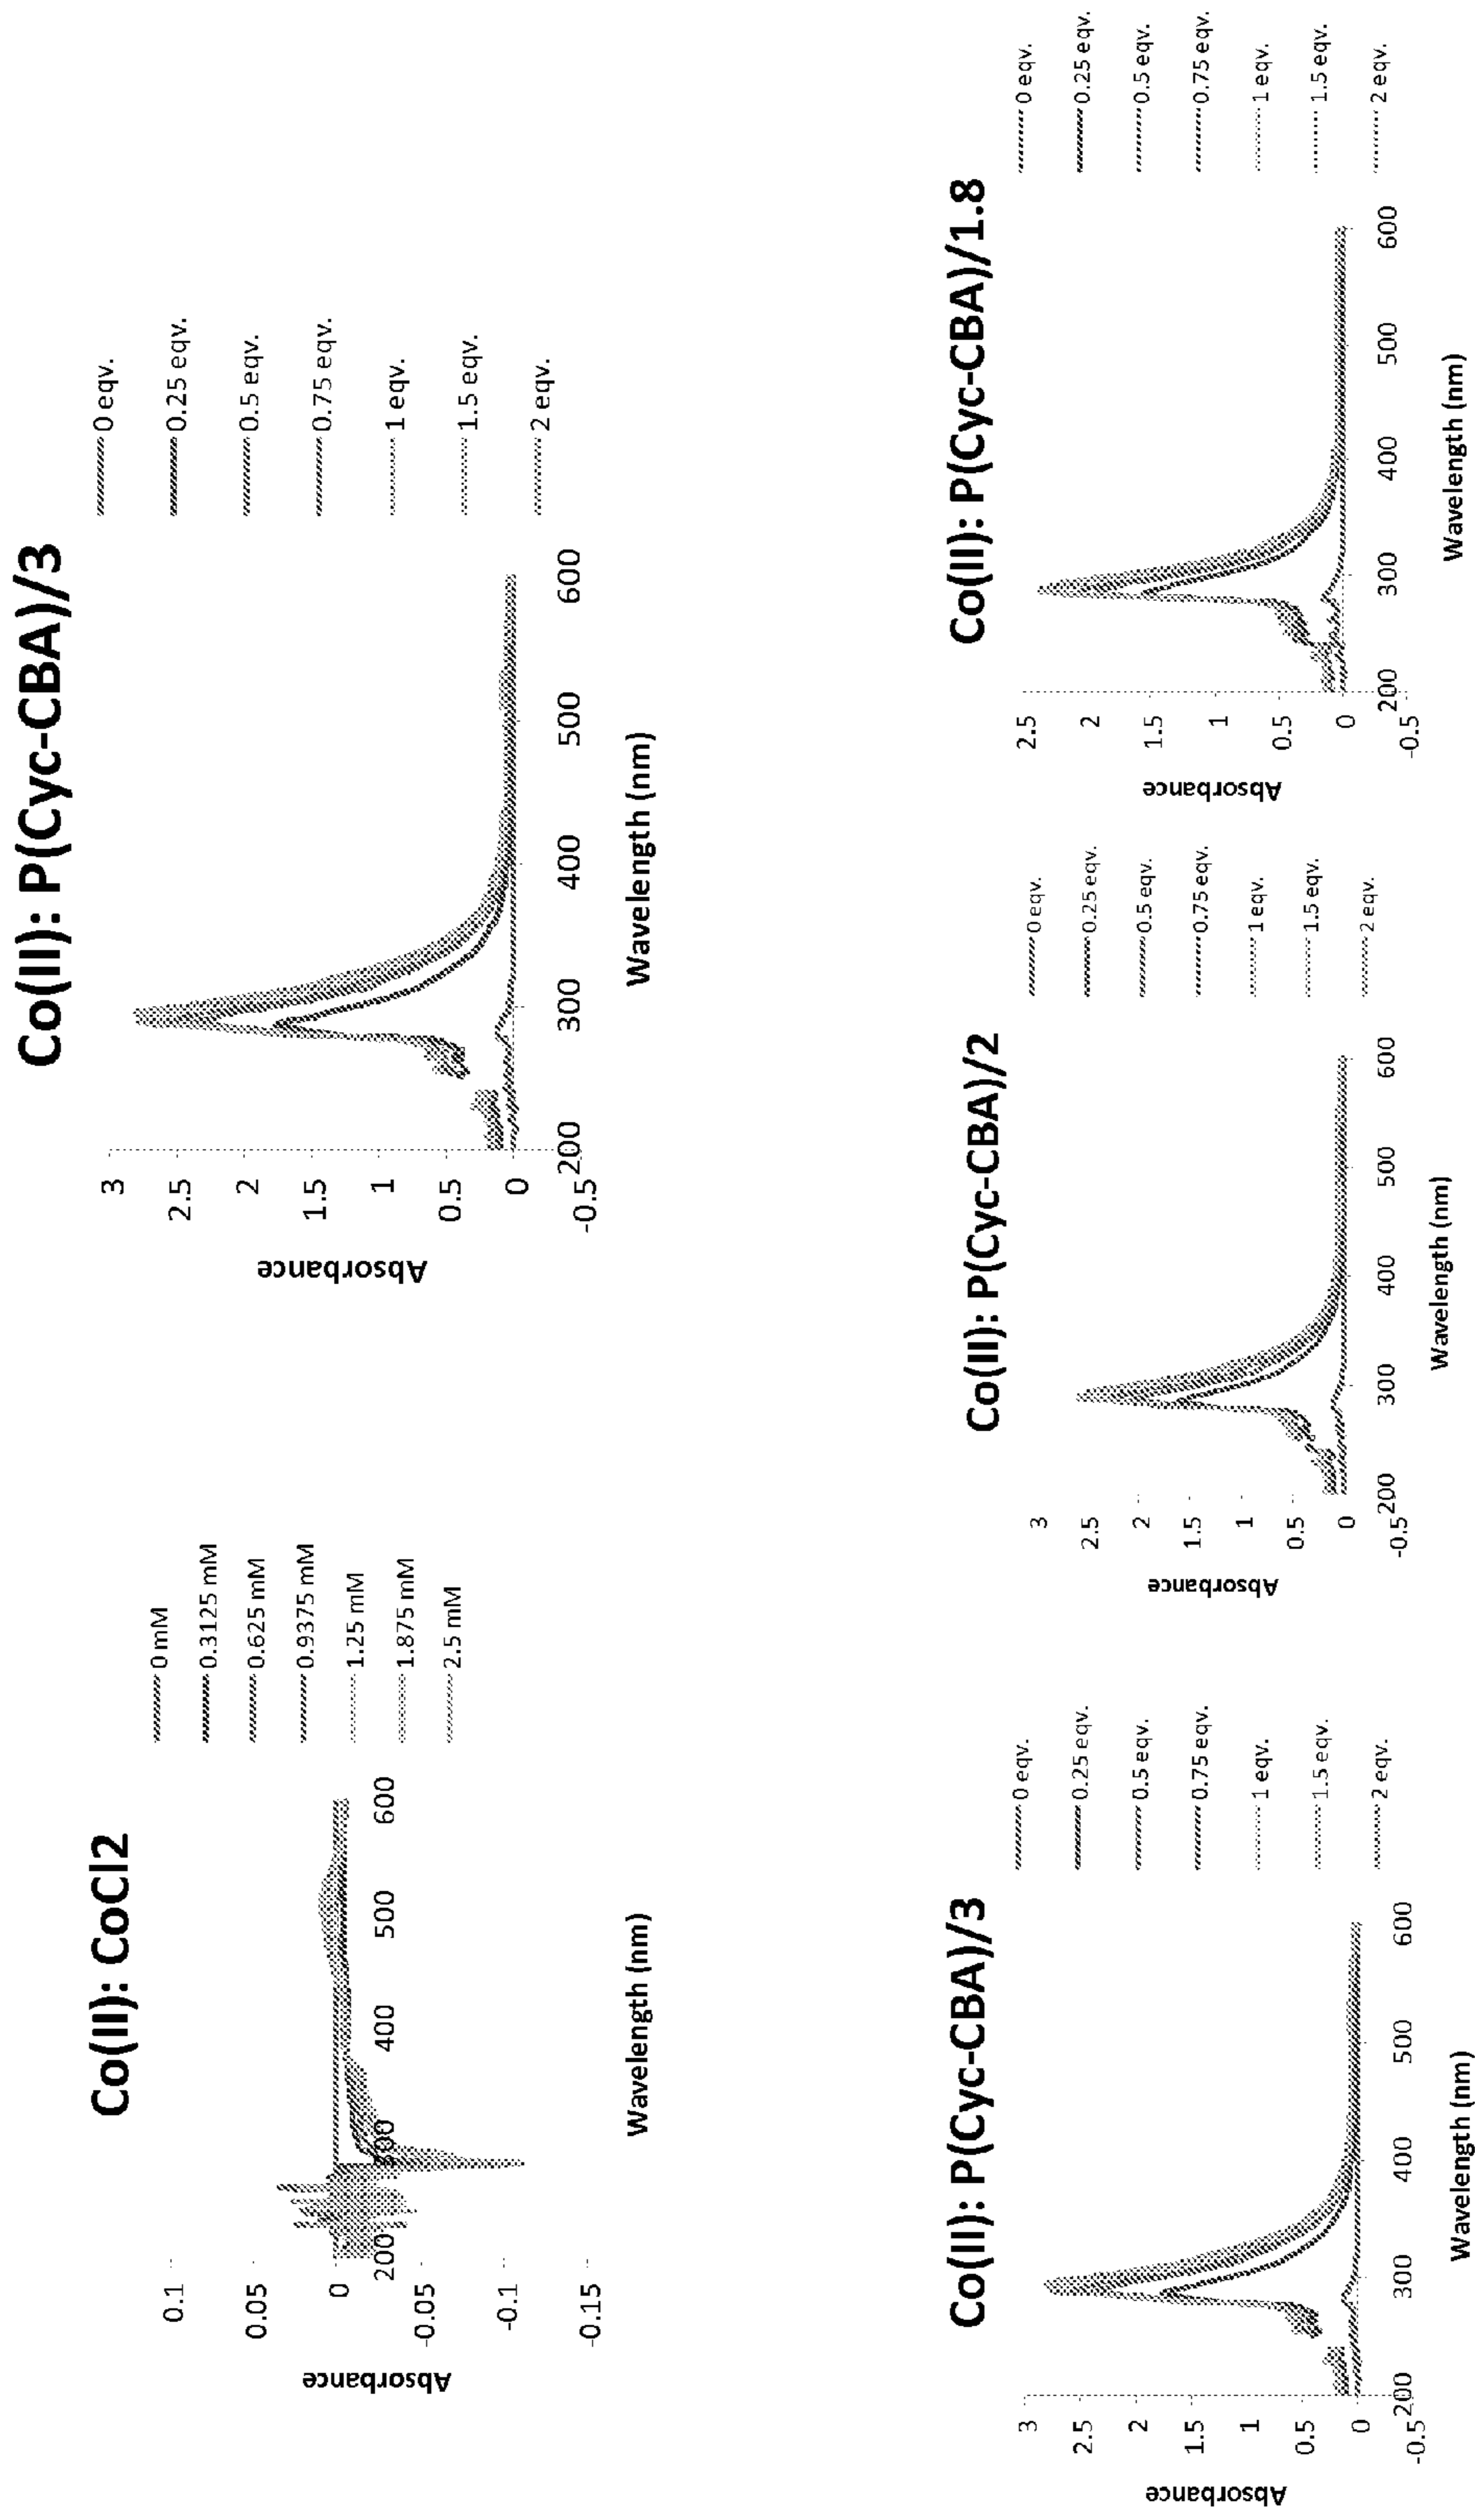 Co(II): CoCl2
0.1
0.05
0
-0.05
-0.1
-0.15
Absorbance
200
300
400
500
600
Wavelength (nm)
0 mM
0.3125 mM
0.625 mM
0.9375 mM
1.25 mM
1.875 mM
2.5 mM
Co(II): P(Cyc-CBA)/3
3
2.5
2
1.5
1
0.5
0
-0.5
Absorbance
200
300
400
500
600
Wavelength (nm)
0 eqv.
0.25 eqv.
0.5 eqv.
0.75 eqv.
1 eqv.
1.5 eqv.
2 eqv.
Co(II): P(Cyc-CBA)/3
3
2.5
2
1.5
1
0.5
0
-0.5
Absorbance
200
300
400
500
600
Wavelength (nm)
0 eqv.
0.25 eqv.
0.5 eqv.
0.75 eqv.
1 eqv.
1.5 eqv.
2 eqv.
Co(II): P(Cyc-CBA)/2
3
2.5
2
1.5
1
0.5
0
-0.5
Absorbance
200
300
400
500
600
Wavelength (nm)
0 eqv.
0.25 eqv.
0.5 eqv.
0.75 eqv.
1 eqv.
1.5 eqv.
2 eqv.
Co(II): P(Cyc-CBA)/1.8
2.5
2
1.5
1
0.5
0
-0.5
Absorbance
200
300
400
500
600
Wavelength (nm)
0 eqv.
0.25 eqv.
0.5 eqv.
0.75 eqv.
1 eqv.
1.5 eqv.
2 eqv.